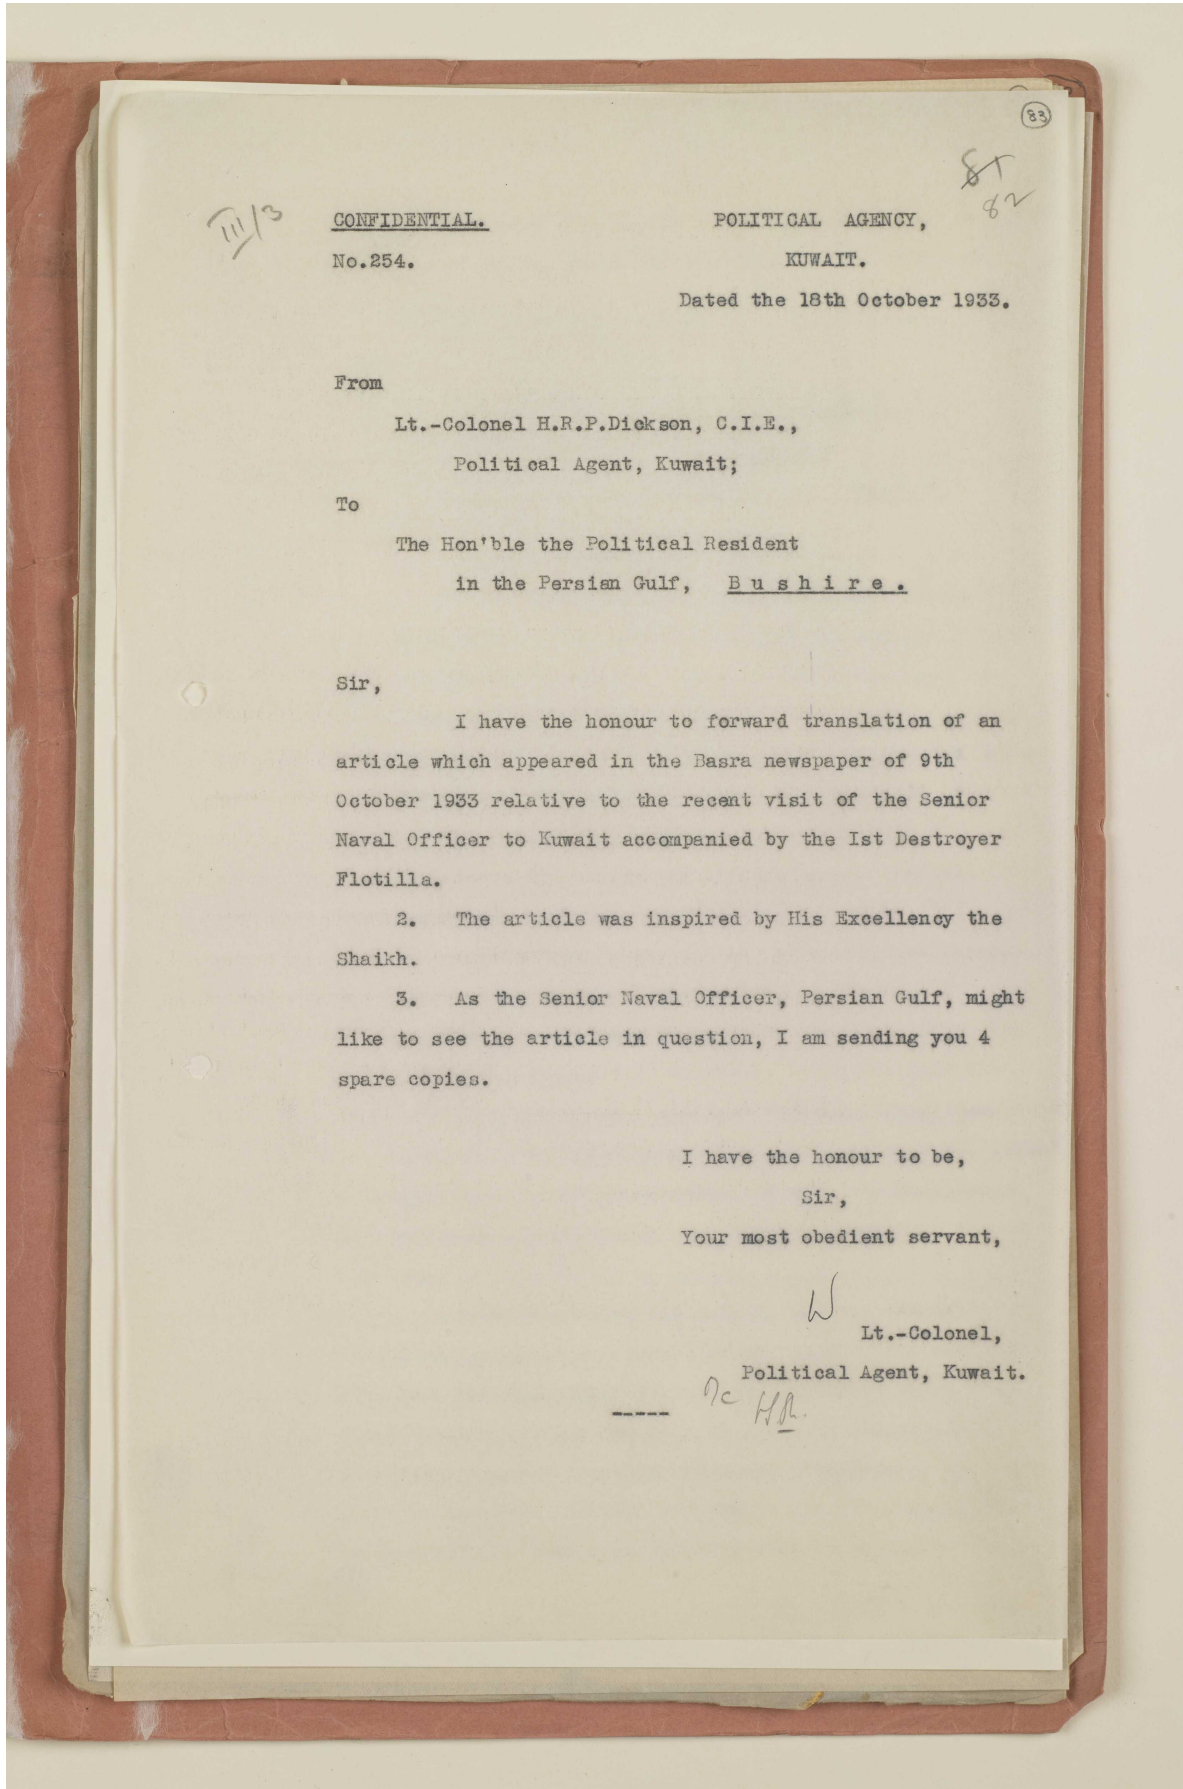 83
81
82
III/3
CONFIDENTIAL. POLITICAL AGENCY,
No.254. KUWAIT.
Dated the 18th October 1933.
From
Lt.-Colonel H.R.P.Dickson, C.I.E.,
Political Agent, Kuwait;
To
The Hon'ble the Political Resident
in the Persian Gulf, Bushire.
Sir,
I have the honour to forward translation of an
article which appeared in the Basra newspaper of 9th
October 1933 relative to the recent visit of the Senior
Naval Officer to Kuwait accompanied by the Ist Destroyer
Flotilla.
2. The article was inspired by His Excellency the
Shaikh.
3. As the Senior Naval Officer, Persian Gulf, might
like to see the article in question, I am sending you 4
spare copies.
I have the honour to be,
Sir,
Your most obedient servant,
Lt.-Colonel,
Political Agent, Kuwait.